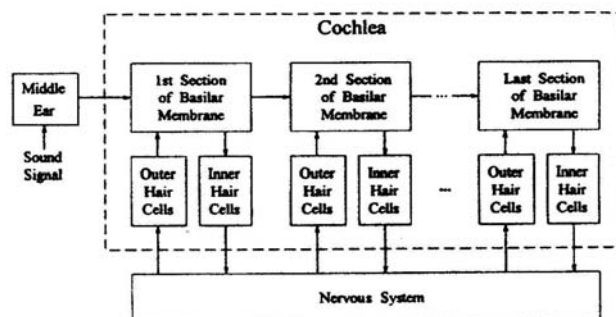 Cochlea
Middle
Ear
Sound
Signal
1st Section
of Basilar
Membrane
2nd Section
of Basilar
Membrane
...
Last Section
of Basilar
Membrane
Outer
Hair
Cells
Inner
Hair
Cells
Outer
Hair
Cells
Inner
Hair
Cells
...
Outer
Hair
Cells
Inner
Hair
Cells
Nervous System